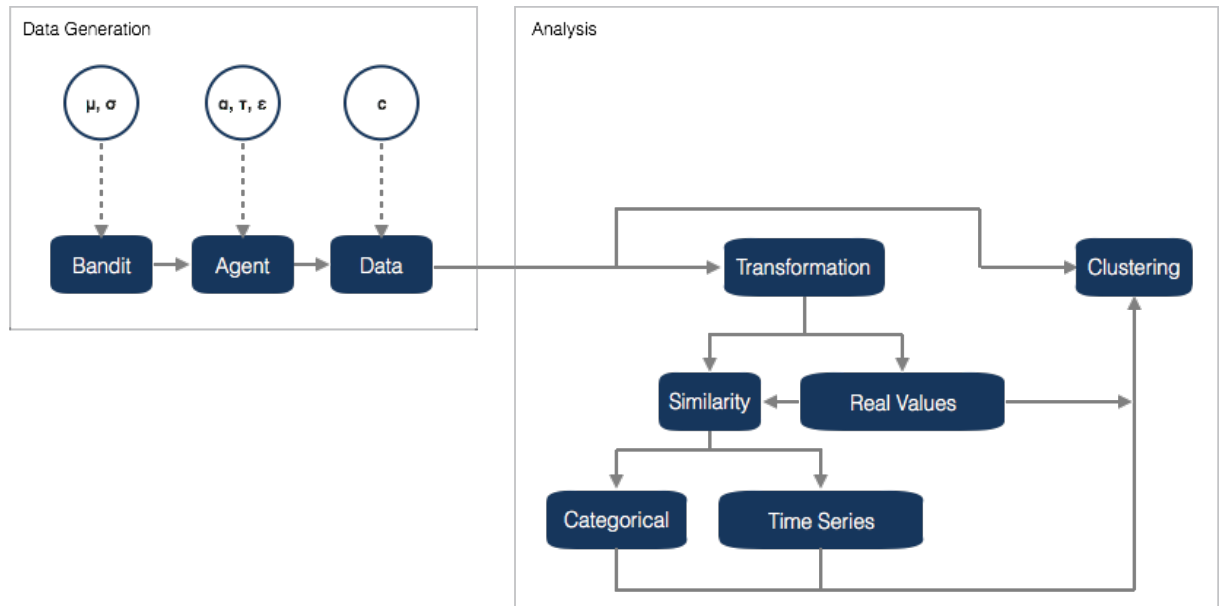 Data Generation
μ, σ
α, τ, ε
c
Bandit
Agent
Data
Analysis
Transformation
Clustering
Similarity
Real Values
Categorical
Time Series